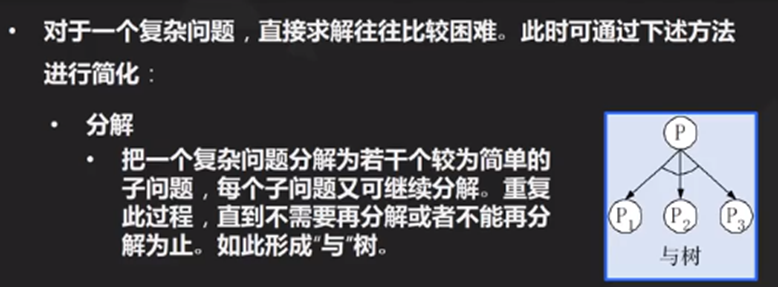 • 对于一个复杂问题，直接求解往往比较困难。此时可通过下述方法
进行简化：
• 分解
• 把一个复杂问题分解为若干个较为简单的
子问题，每个子问题又可继续分解。重复
此过程，直到不需要再分解或者不能再分
解为止。如此形成“与”树。
P
P1 P2 P3
与树